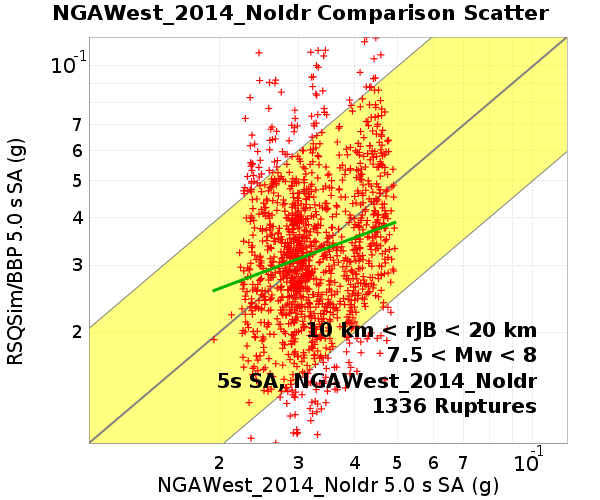 NGAWest_2014_NoIdr Comparison Scatter
RSQSim/BBP 5.0 s SA (g)
10-1
7
6
5
4
3
2
10 km < rJB < 20 km
7.5 < Mw < 8
5s SA, NGAWest_2014_NoIdr
1336 Ruptures
2 3 4 5 6 7 10-1
NGAWest_2014_NoIdr 5.0 s SA (g)